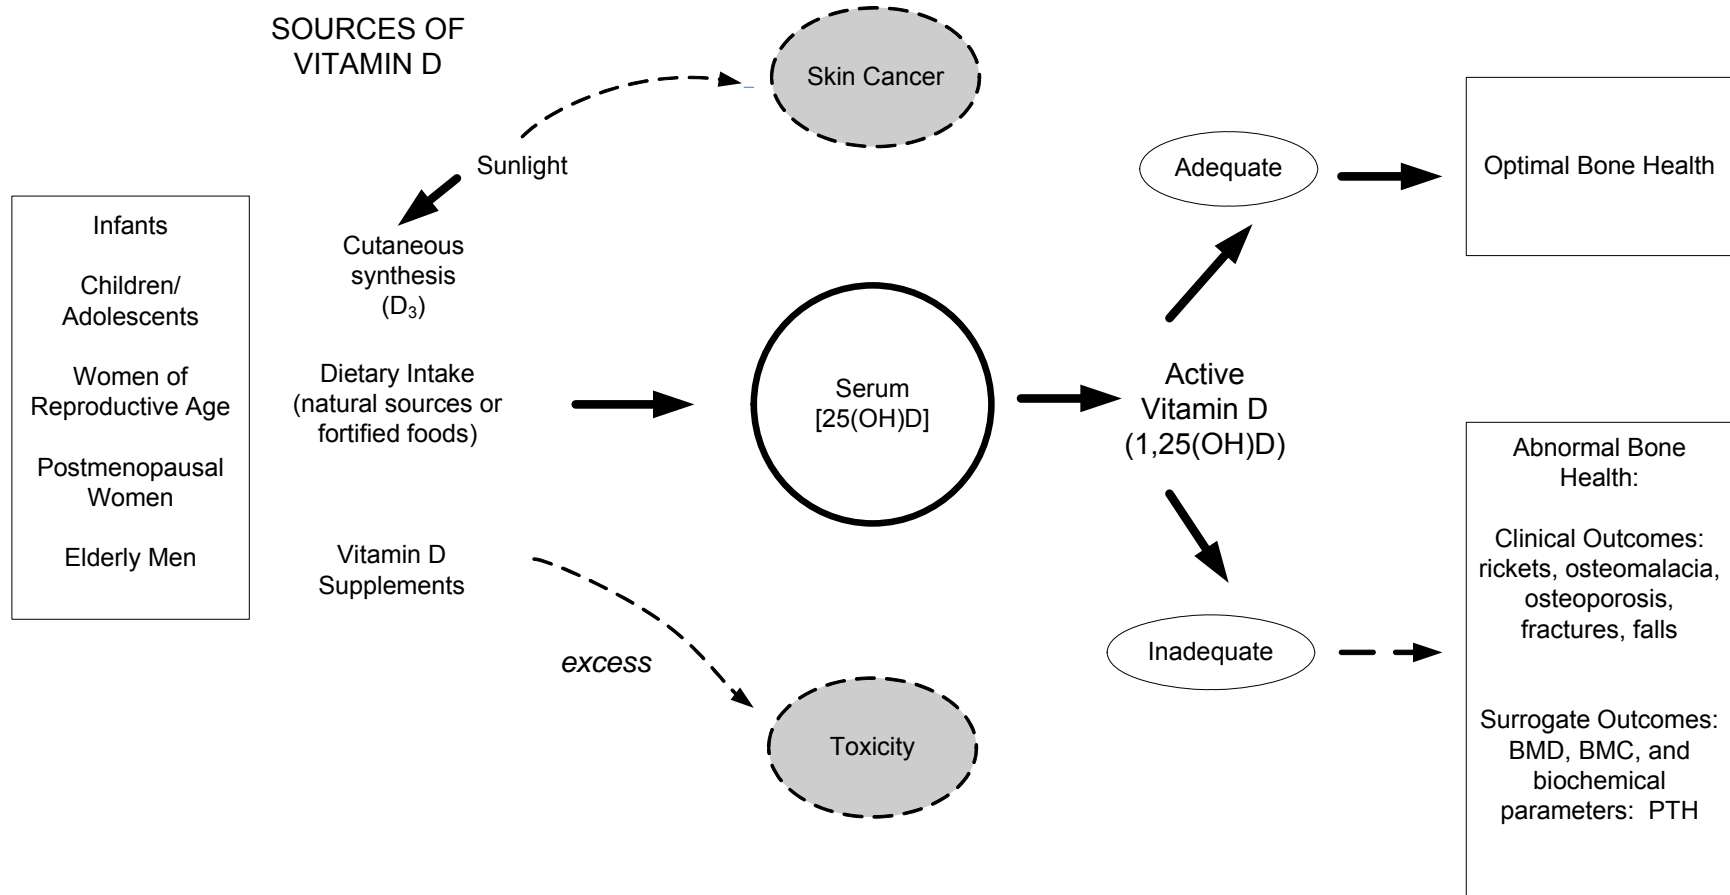 SOURCES OF
VITAMIN D
Skin Cancer
Sunlight
Adequate
Optimal Bone Health
Infants
Children/
Adolescents
Women of
Reproductive Age
Postmenopausal
Women
Elderly Men
Cutaneous
synthesis
(D₃)
Dietary Intake
(natural sources or
fortified foods)
Vitamin D
Supplements
excess
Serum
[25(OH)D]
Active
Vitamin D
(1,25(OH)D)
Inadequate
Toxicity
Abnormal Bone
Health:
Clinical Outcomes:
rickets, osteomalacia,
osteoporosis,
fractures, falls
Surrogate Outcomes:
BMD, BMC, and
biochemical
parameters:  PTH